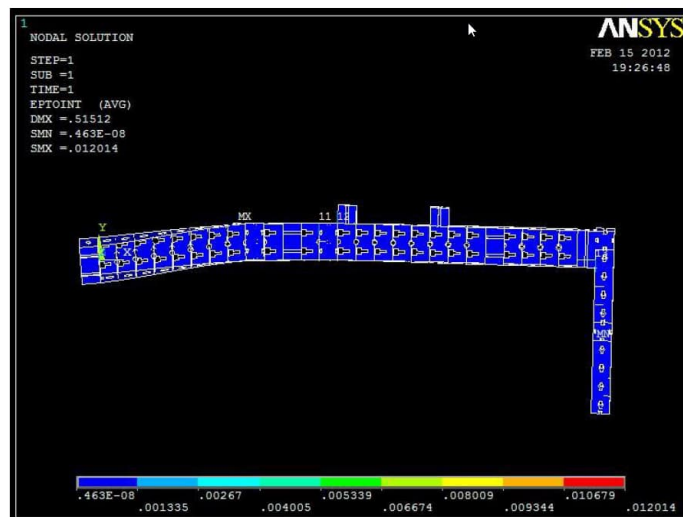 1
NODAL SOLUTION
STEP=1
SUB =1
TIME=1
EPTOINT (AVG)
DMX =.51512
SMN =.463E-08
SMX =.012014
ANSYS
FEB 15 2012
19:26:48
MX
11 12
Y
X
MN
.463E-08 .00267 .005339 .008009 .010679
.001335 .004005 .006674 .009344 .012014